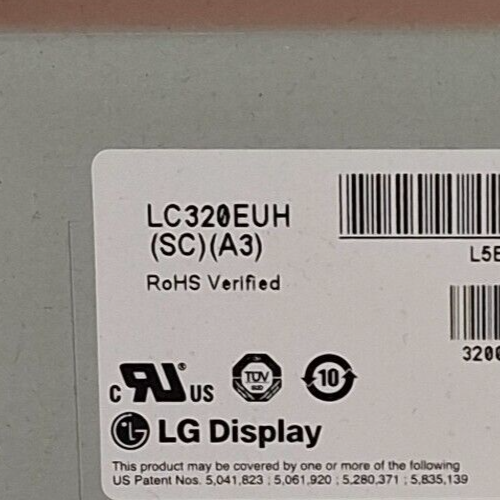 LC320EUH
(SC)(A3)
L5E
RoHS Verified
3200
c RU® US
TÜV
10
LG Display
This product may be covered by one or more of the following
US Patent Nos. 5,041,823 ; 5,061,920 ; 5,280,371 ; 5,835,139